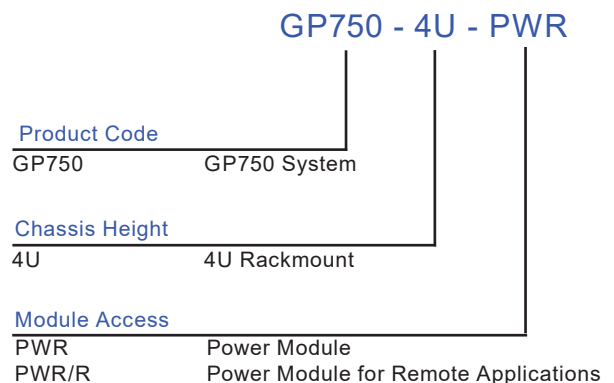 GP750 - 4U - PWR
Product Code
GP750 GP750 System
Chassis Height
4U 4U Rackmount
Module Access
PWR Power Module
PWR/R Power Module for Remote Applications